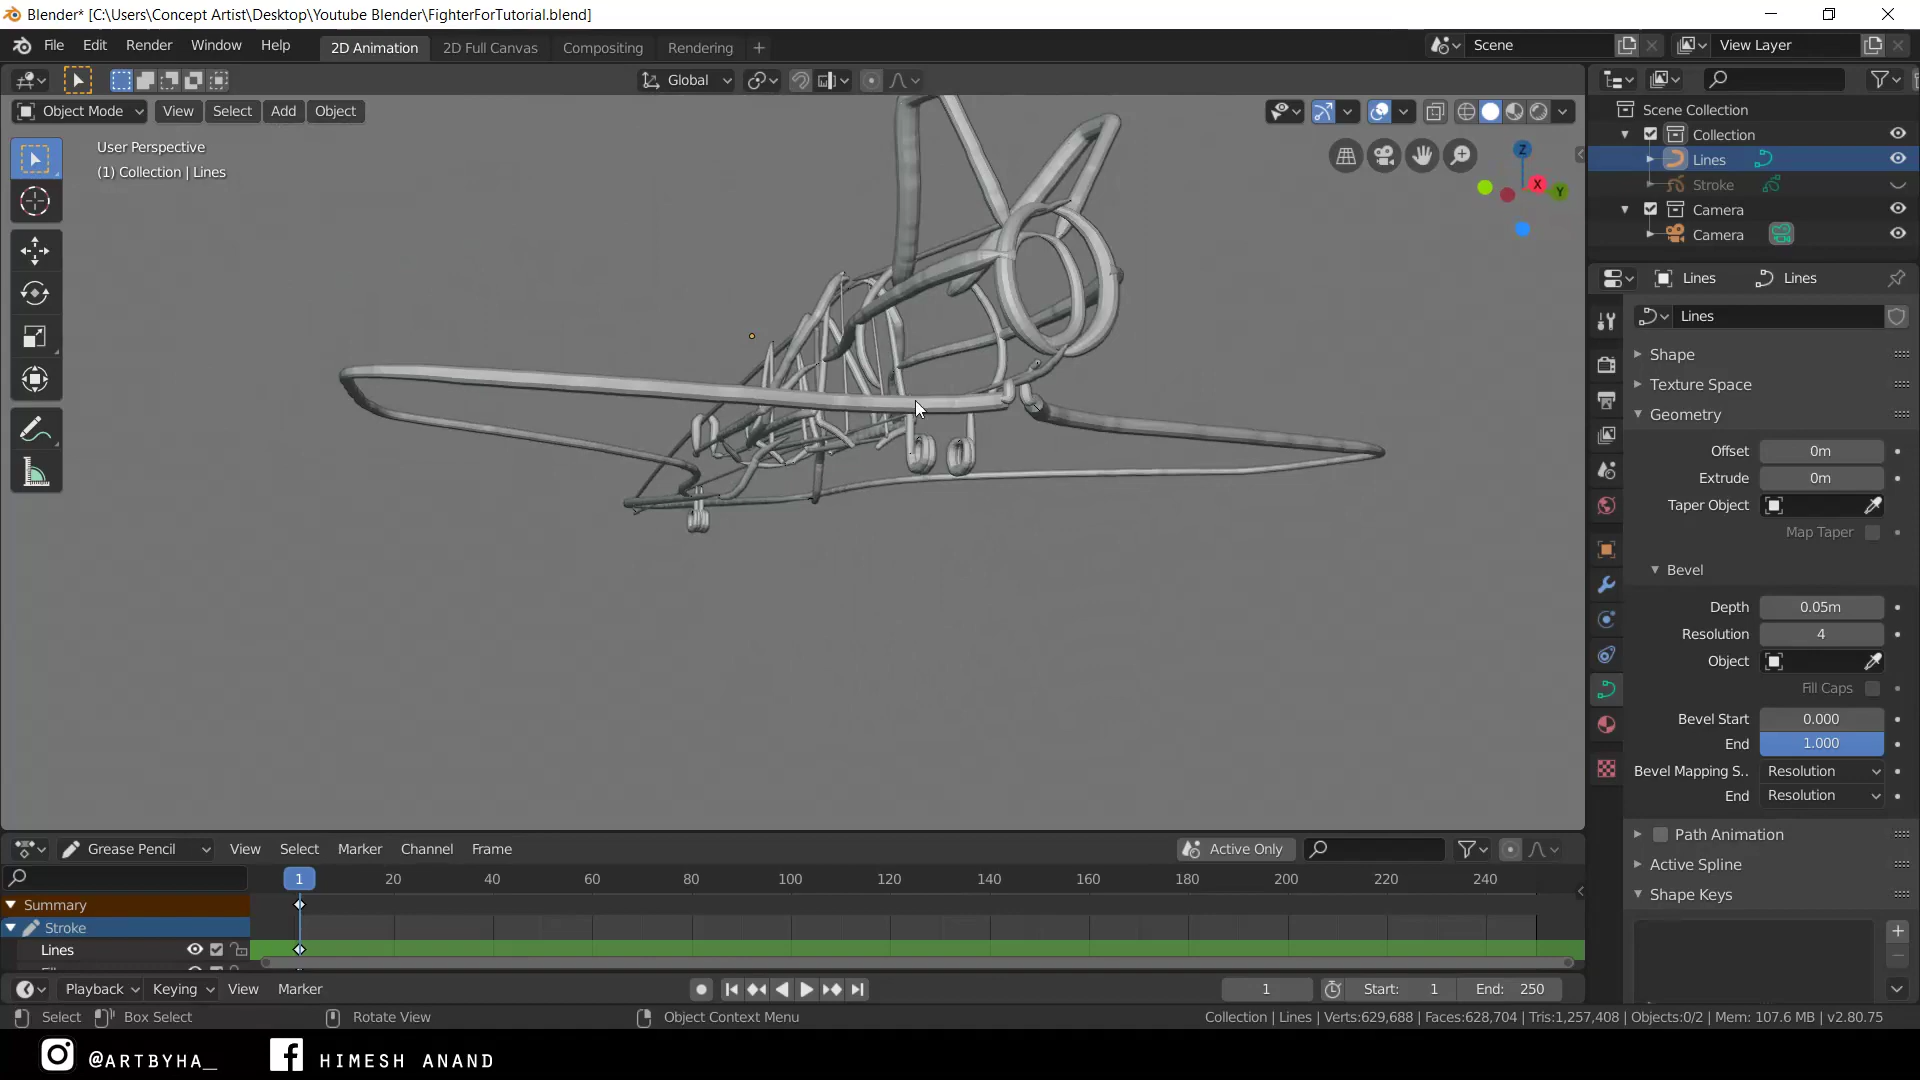 Blender* [C:\Users\Concept Artist\Desktop\Youtube Blender\FighterForTutorial.blend]
File Edit Render Window Help 2D Animation 2D Full Canvas Compositing Rendering + Scene View Layer
Global
Object Mode View Select Add Object
User Perspective
(1) Collection | Lines
Z
X
Y
Scene Collection
Collection
Lines
Stroke
Camera
Camera
Lines Lines
Lines
Shape
Texture Space
Geometry
Offset 0m
Extrude 0m
Taper Object
Map Taper
Bevel
Depth 0.05m
Resolution 4
Object
Fill Caps
Bevel Start 0.000
End 1.000
Bevel Mapping S.. Resolution
End Resolution
Path Animation
Active Spline
Shape Keys
Grease Pencil View Select Marker Channel Frame Active Only
1 20 40 60 80 100 120 140 160 180 200 220 240
Summary
Stroke
Lines
Playback Keying View Marker 1 Start: 1 End: 250
Select Box Select Rotate View Object Context Menu Collection | Lines | Verts:629,688 | Faces:628,704 | Tris:1,257,408 | Objects:0/2 | Mem: 107.6 MB | v2.80.75
@ARTBYHA_ HIMESH ANAND